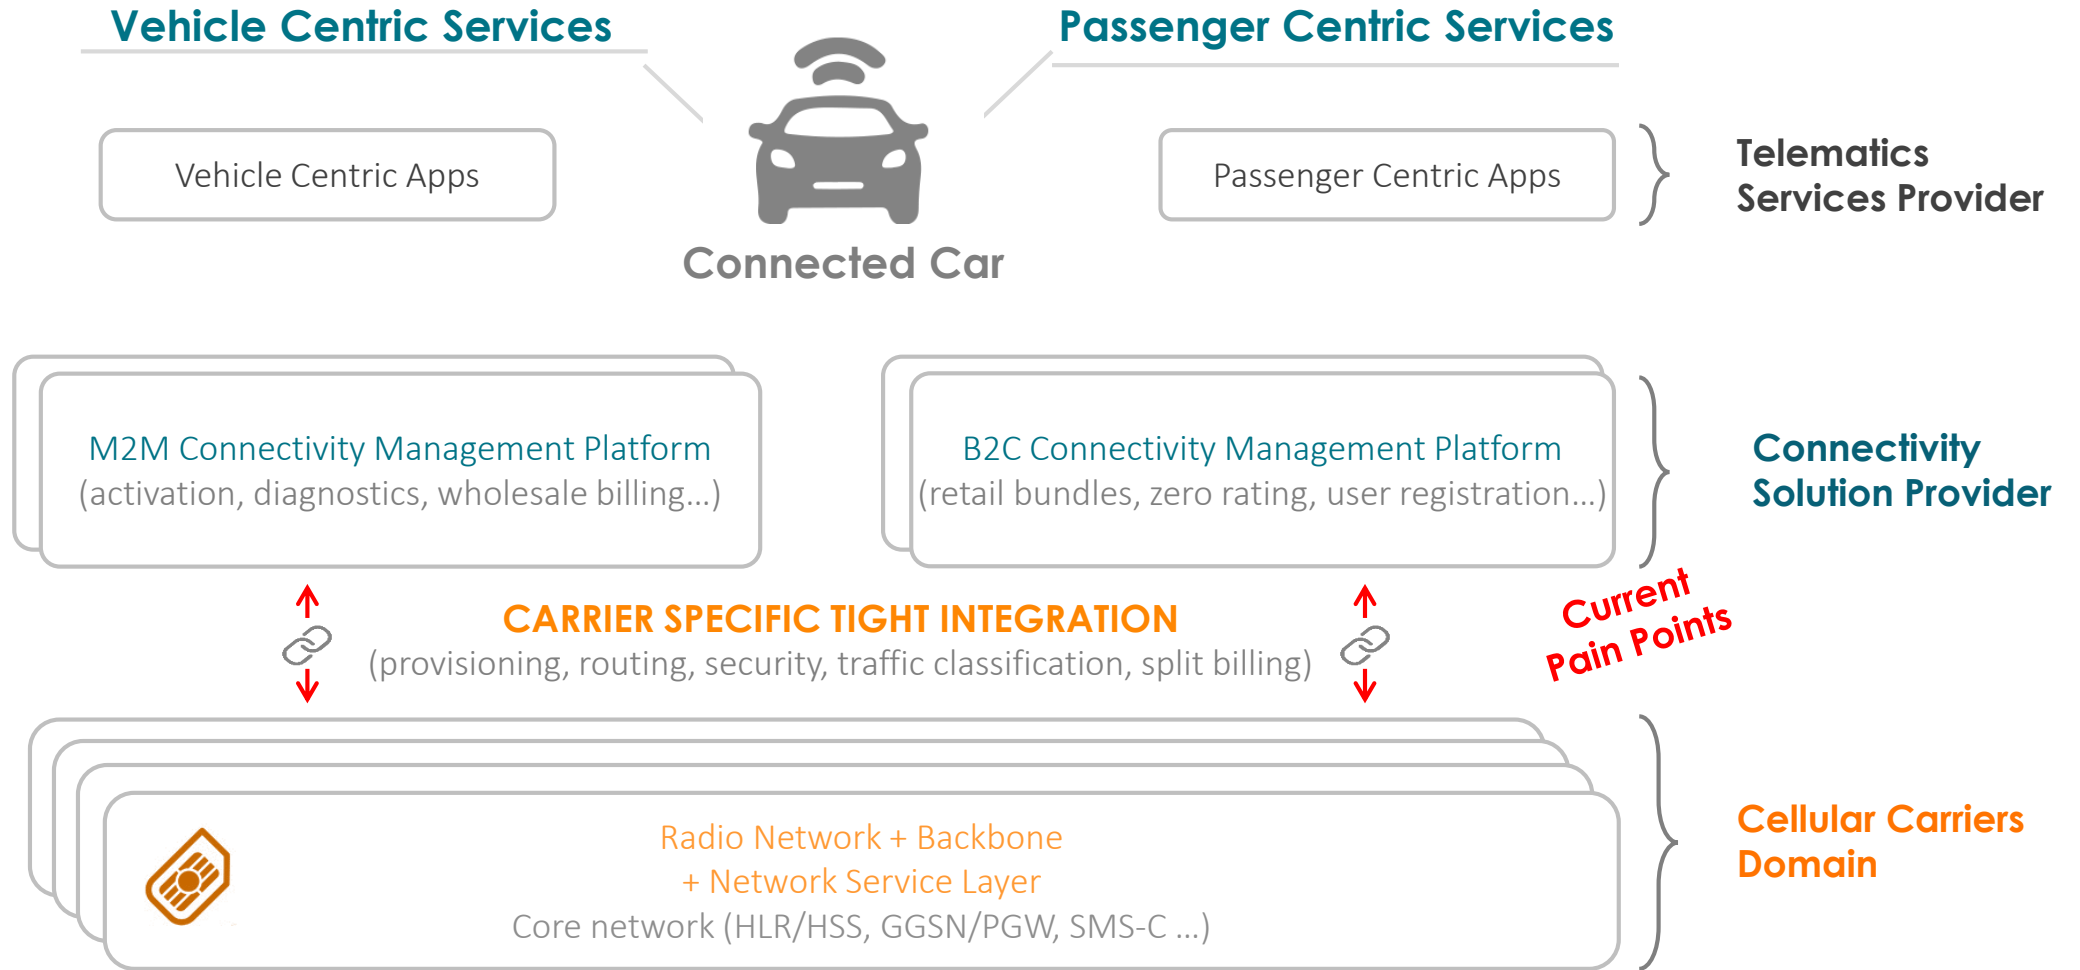 Vehicle Centric Services
Passenger Centric Services
Vehicle Centric Apps
Passenger Centric Apps
Telematics
Services Provider
Connected Car
M2M Connectivity Management Platform
(activation, diagnostics, wholesale billing...)
B2C Connectivity Management Platform
(retail bundles, zero rating, user registration...)
Connectivity
Solution Provider
CARRIER SPECIFIC TIGHT INTEGRATION
(provisioning, routing, security, traffic classification, split billing)
Current
Pain Points
Radio Network + Backbone
+ Network Service Layer
Core network (HLR/HSS, GGSN/PGW, SMS-C ...)
Cellular Carriers
Domain